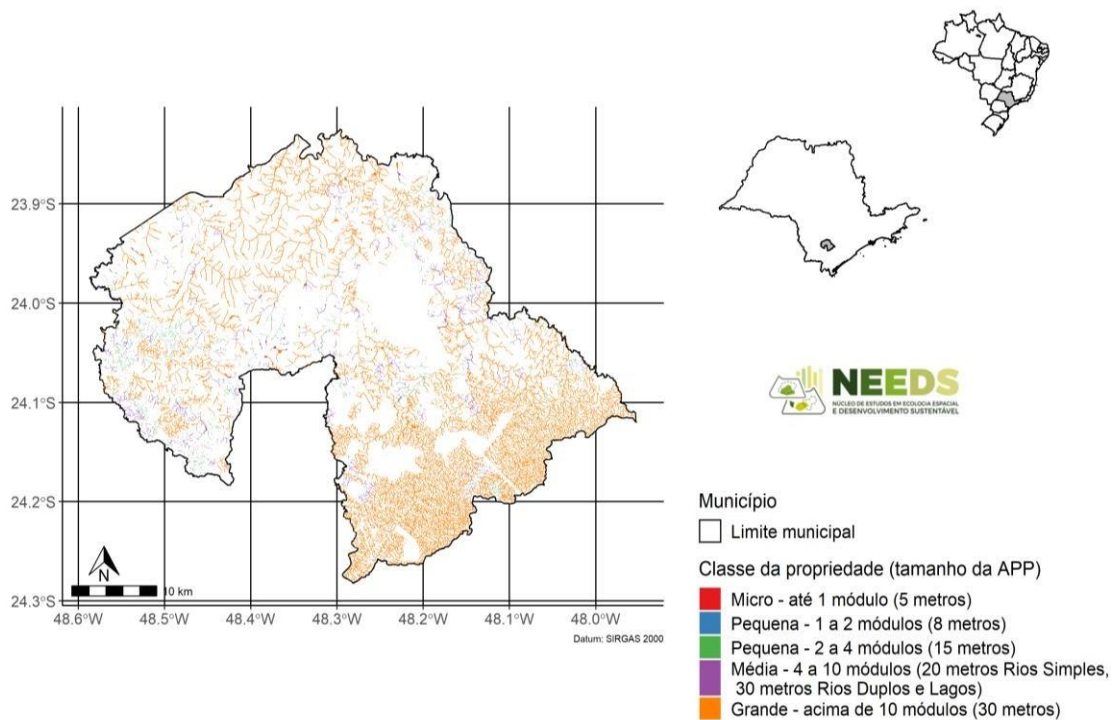 23.9°S
24.0°S
24.1°S
24.2°S
24.3°S
N
10 km
48.6°W 48.5°W 48.4°W 48.3°W 48.2°W 48.1°W 48.0°W
Datum: SIRGAS 2000
NEEDS
NÚCLEO DE ESTUDOS EM ECOLOGIA ESPACIAL
E DESENVOLVIMENTO SUSTENTÁVEL
Município
Limite municipal
Classe da propriedade (tamanho da APP)
Micro - até 1 módulo (5 metros)
Pequena - 1 a 2 módulos (8 metros)
Pequena - 2 a 4 módulos (15 metros)
Média - 4 a 10 módulos (20 metros Rios Simples,
30 metros Rios Duplos e Lagos)
Grande - acima de 10 módulos (30 metros)